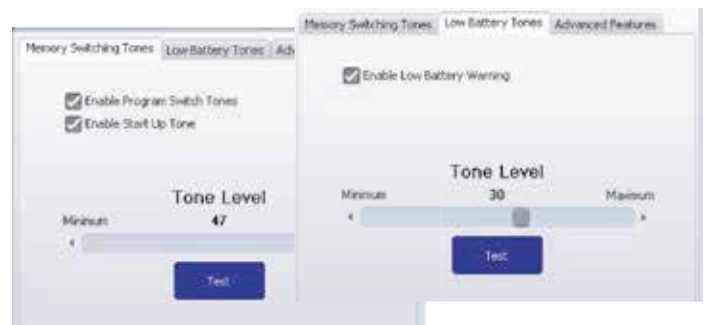 Memory Switching Tones Low Battery Tones Adv
Enable Program Switch Tones
Enable Start Up Tone
Tone Level
Minimum 47
Test
Memory Switching Tones Low Battery Tones Advanced Features
Enable Low Battery Warning
Tone Level
Minimum 30 Maximum
Test